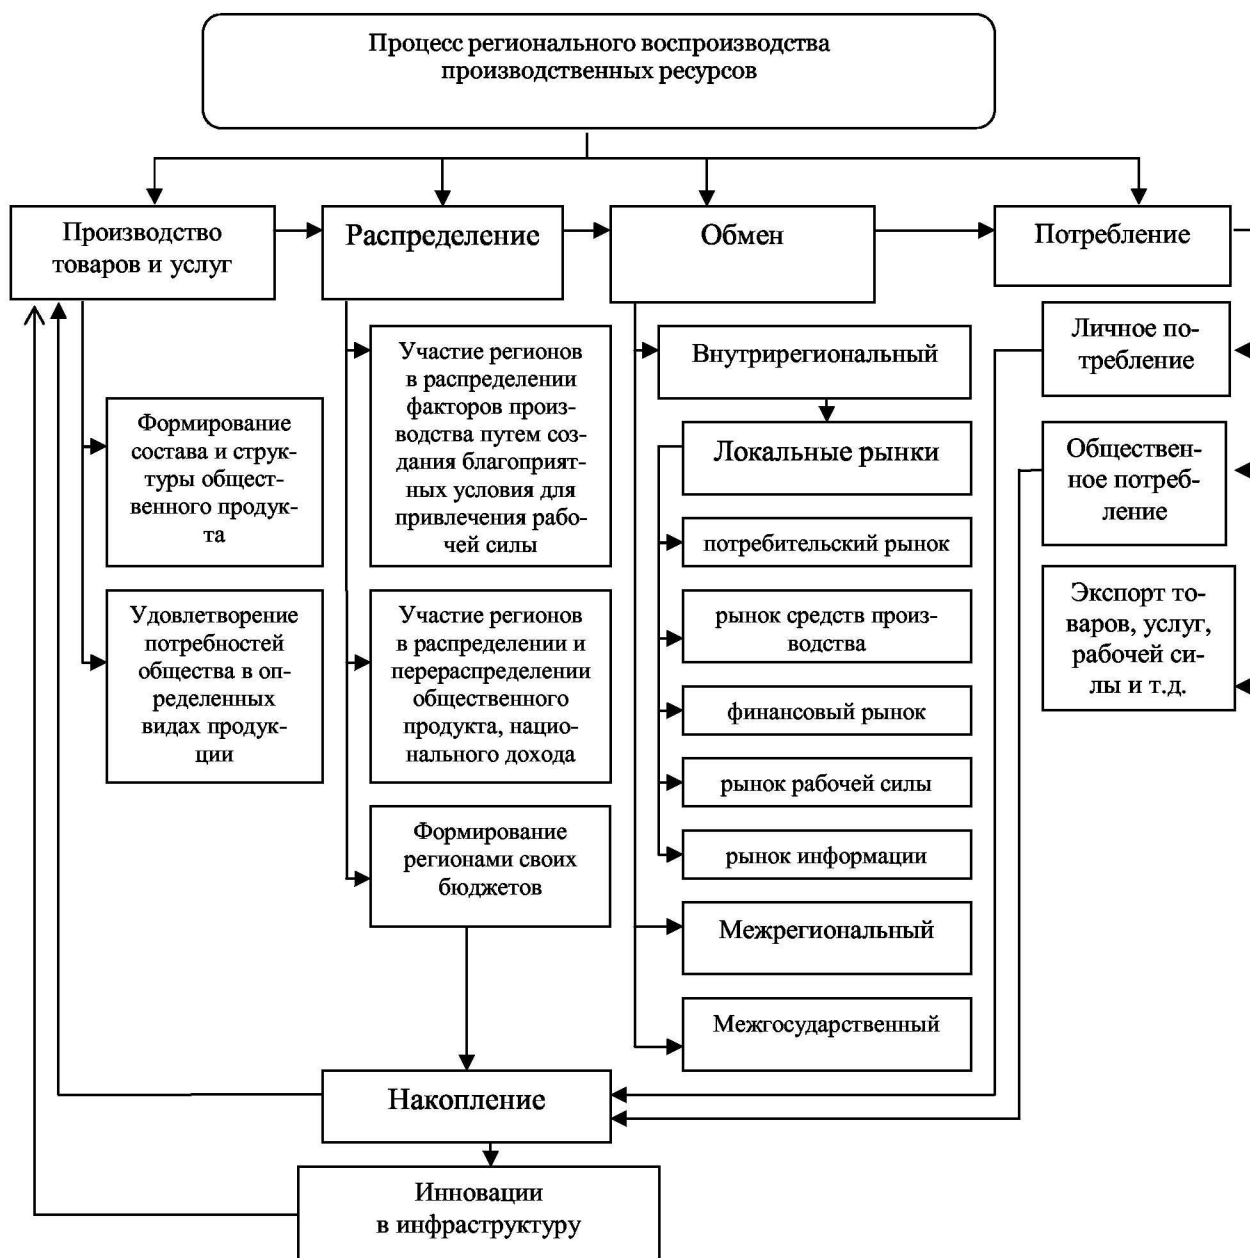 Процесс регионального воспроизводства
производственных ресурсов
Производство
товаров и услуг
Распределение
Обмен
Потребление
Формирование
состава и струк-
туры общест-
венного продук-
та
Удовлетворение
потребностей
общества в оп-
ределенных
видах продук-
ции
Участие регионов
в распределении
факторов произ-
водства путем соз-
дания благоприят-
ных условия для
привлечения рабо-
чей силы
Участие регионов
в распределении и
перераспределении
общественного
продукта, нацио-
нального дохода
Формирование
регионами своих
бюджетов
Внутрирегиональный
Локальные рынки
потребительский рынок
рынок средств произ-
водства
финансовый рынок
рынок рабочей силы
рынок информации
Межрегиональный
Межгосударственный
Личное по-
требление
Обществен-
ное потреб-
ление
Экспорт то-
варов, услуг,
рабочей си-
лы и т.д.
Накопление
Инновации
в инфраструктуру